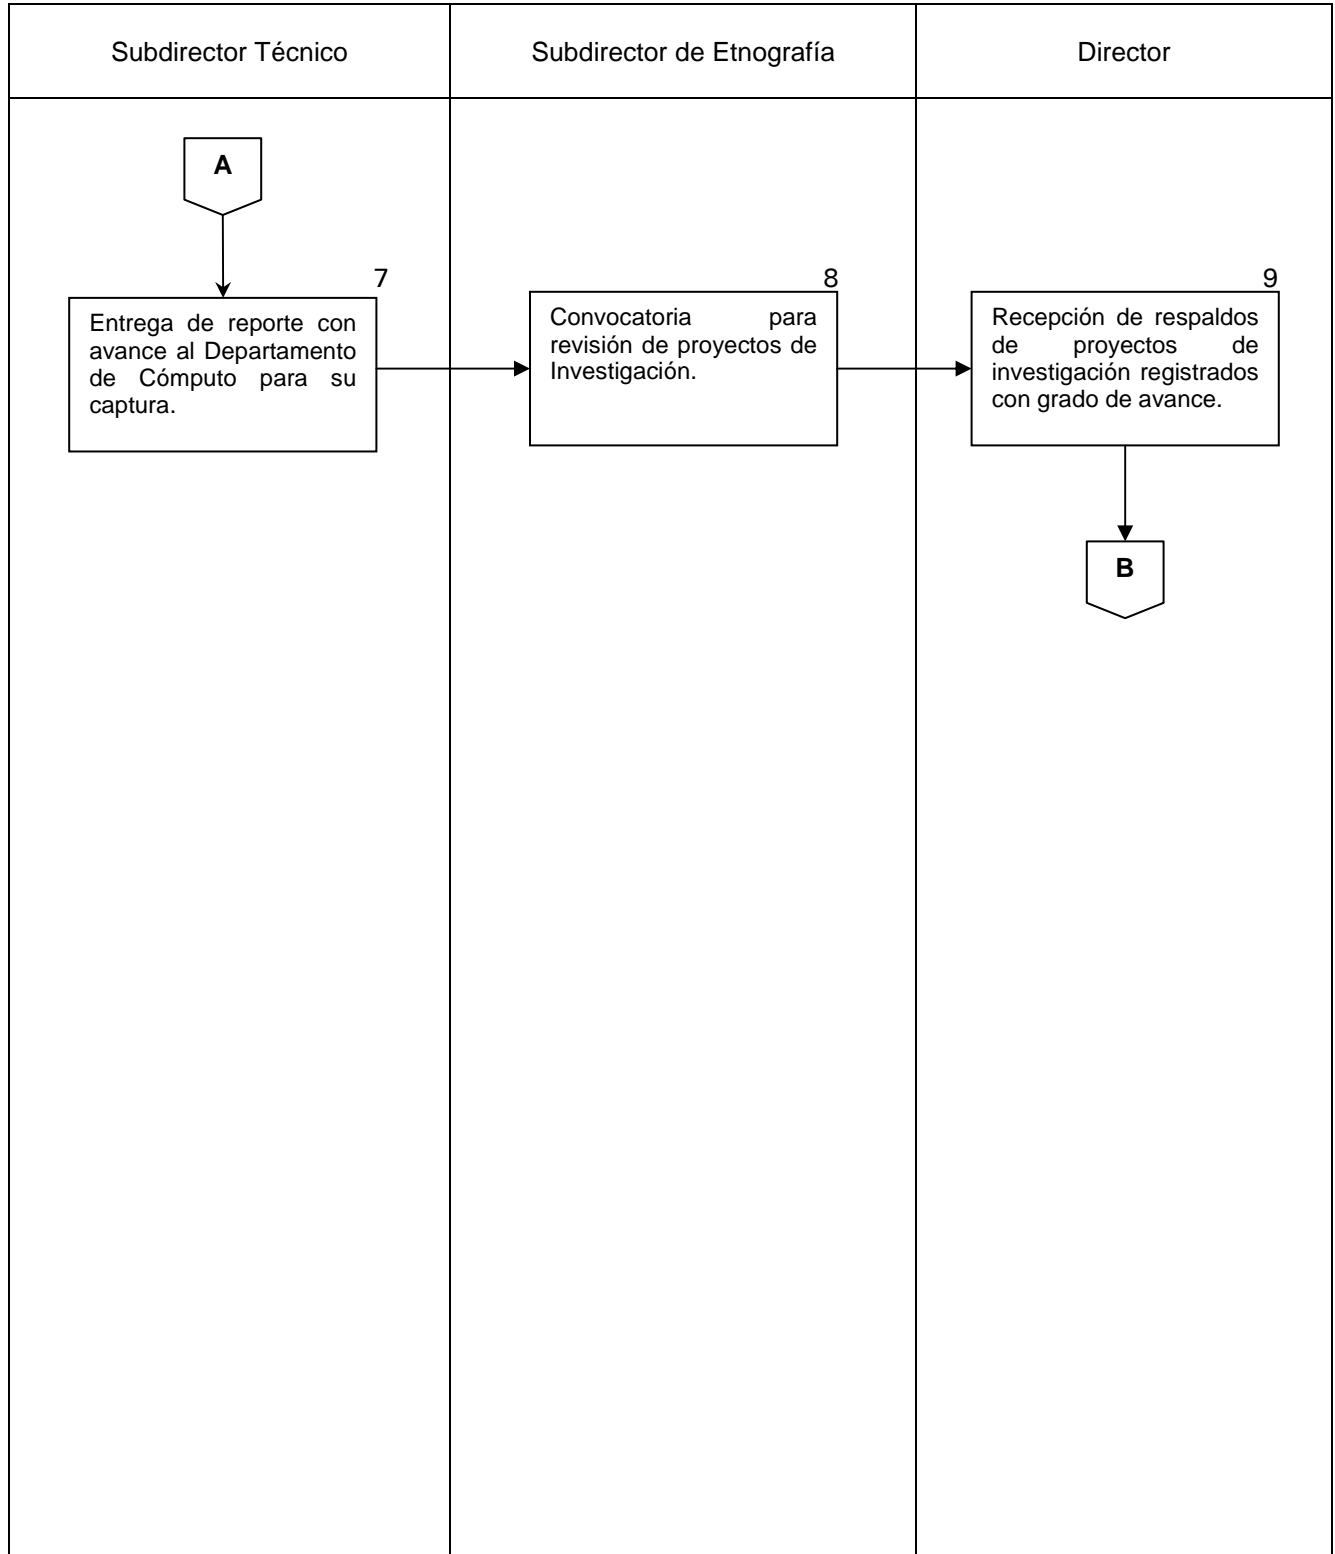 Subdirector Técnico
Subdirector de Etnografía
Director
A
7
Entrega de reporte con
avance al Departamento
de Cómputo para su
captura.
8
Convocatoria para
revisión de proyectos de
Investigación.
9
Recepción de respaldos
de proyectos de
investigación registrados
con grado de avance.
B